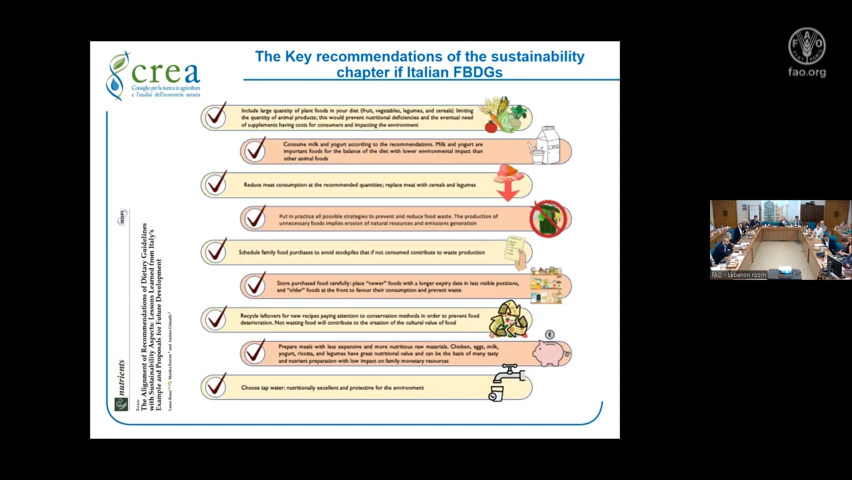 FAO
fao.org
crea
Consiglio per la ricerca in agricoltura
e l'analisi dell'economia agraria
The Key recommendations of the sustainability
chapter if Italian FBDGs
Include large quantity of plant foods in your diet (fruit, vegetables, legumes, and cereals) limiting
the quantity of animal products; this would prevent nutritional deficiencies and the eventual need
of supplements having costs for consumers and impacting the environment
Consume milk and yogurt according to the recommendations. Milk and yogurt are
important foods for the balance of the diet with lower environmental impact than
other animal foods
Reduce meat consumption at the recommended quantities; replace meat with cereals and legumes
Put in practice all possible strategies to prevent and reduce food waste. The production of
unnecessary foods implies erosion of natural resources and emissions generation
Schedule family food purchases to avoid stockpiles that if not consumed contribute to waste production
Store purchased food carefully: place "newer" foods with a longer expiry date in less visible positions,
and "older" foods at the front to favour their consumption and prevent waste
Recycle leftovers for new recipes paying attention to conservation methods in order to prevent food
deterioration. Not wasting food will contribute to the creation of the cultural value of food
Prepare meals with less expensive and more nutritious raw materials. Chicken, eggs, milk,
yogurt, ricotta, and legumes have great nutritional value and can be the basis of many tasty
and nutrient preparation with low impact on family monetary resources
Choose tap water: nutritionally excellent and protective for the environment
nutrients
MDPI
Review
The Alignment of Recommendations of Dietary Guidelines
with Sustainability Aspects: Lessons Learned from Italy's
Example and Proposals for Future Development
FAO - Lebanon room